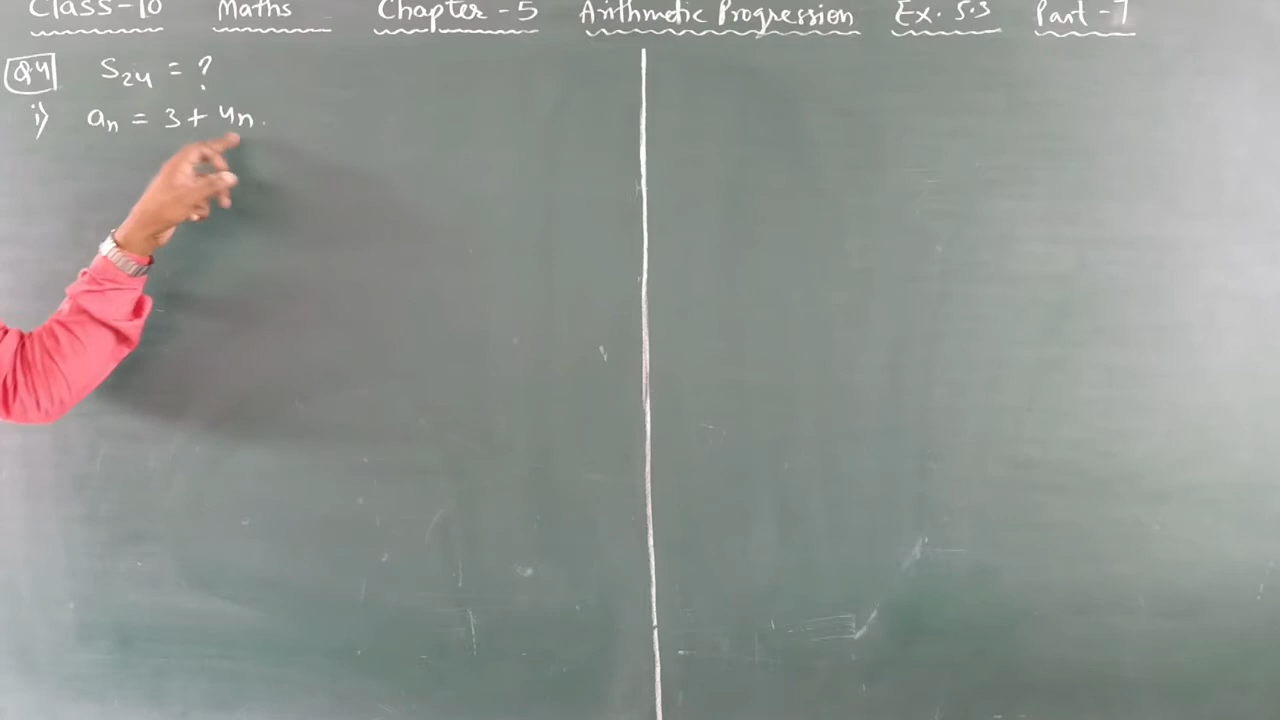 Class-10 Maths Chapter-5 Arithmetic Progression Ex. 5.3 Part-7
Q4 S24 = ?
i) an = 3 + 4n.